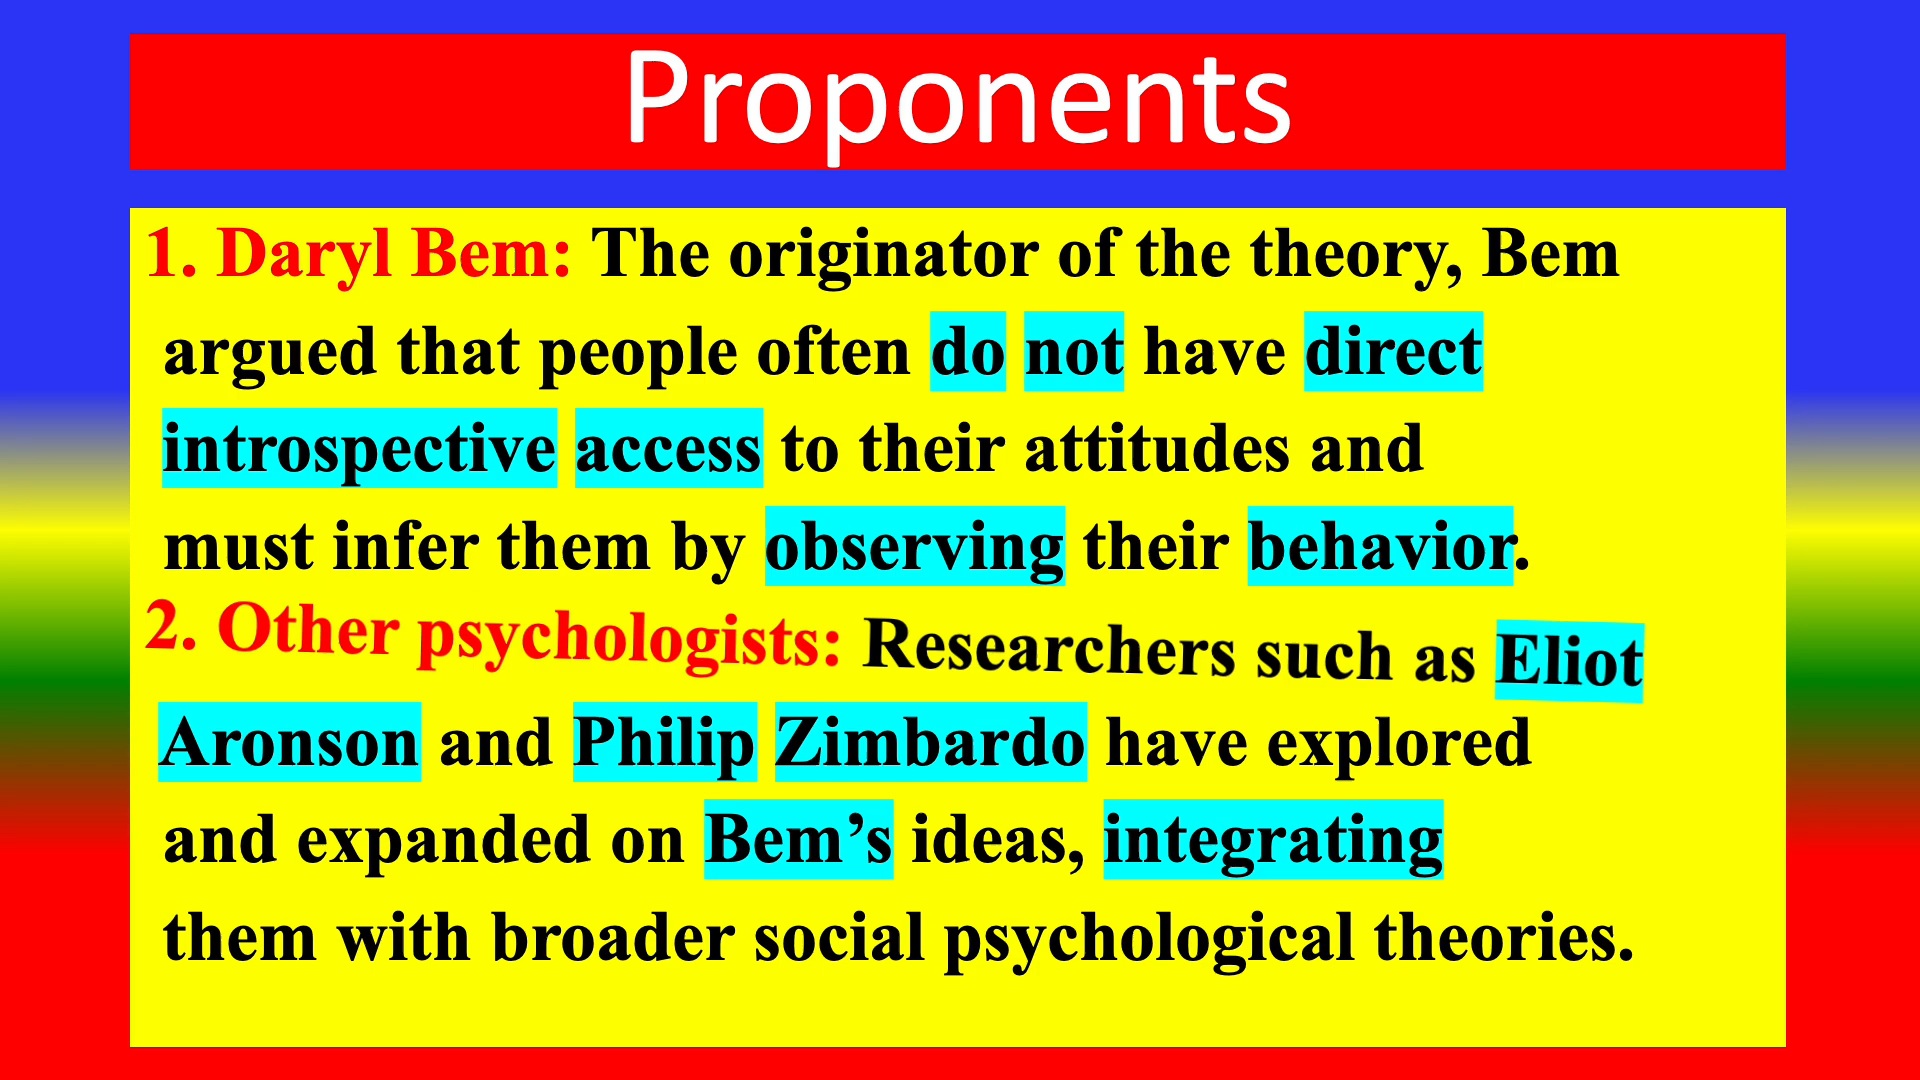 Proponents
1. Daryl Bem: The originator of the theory, Bem
argued that people often do not have direct
introspective access to their attitudes and
must infer them by observing their behavior.
2. Other psychologists: Researchers such as Eliot
Aronson and Philip Zimbardo have explored
and expanded on Bem’s ideas, integrating
them with broader social psychological theories.